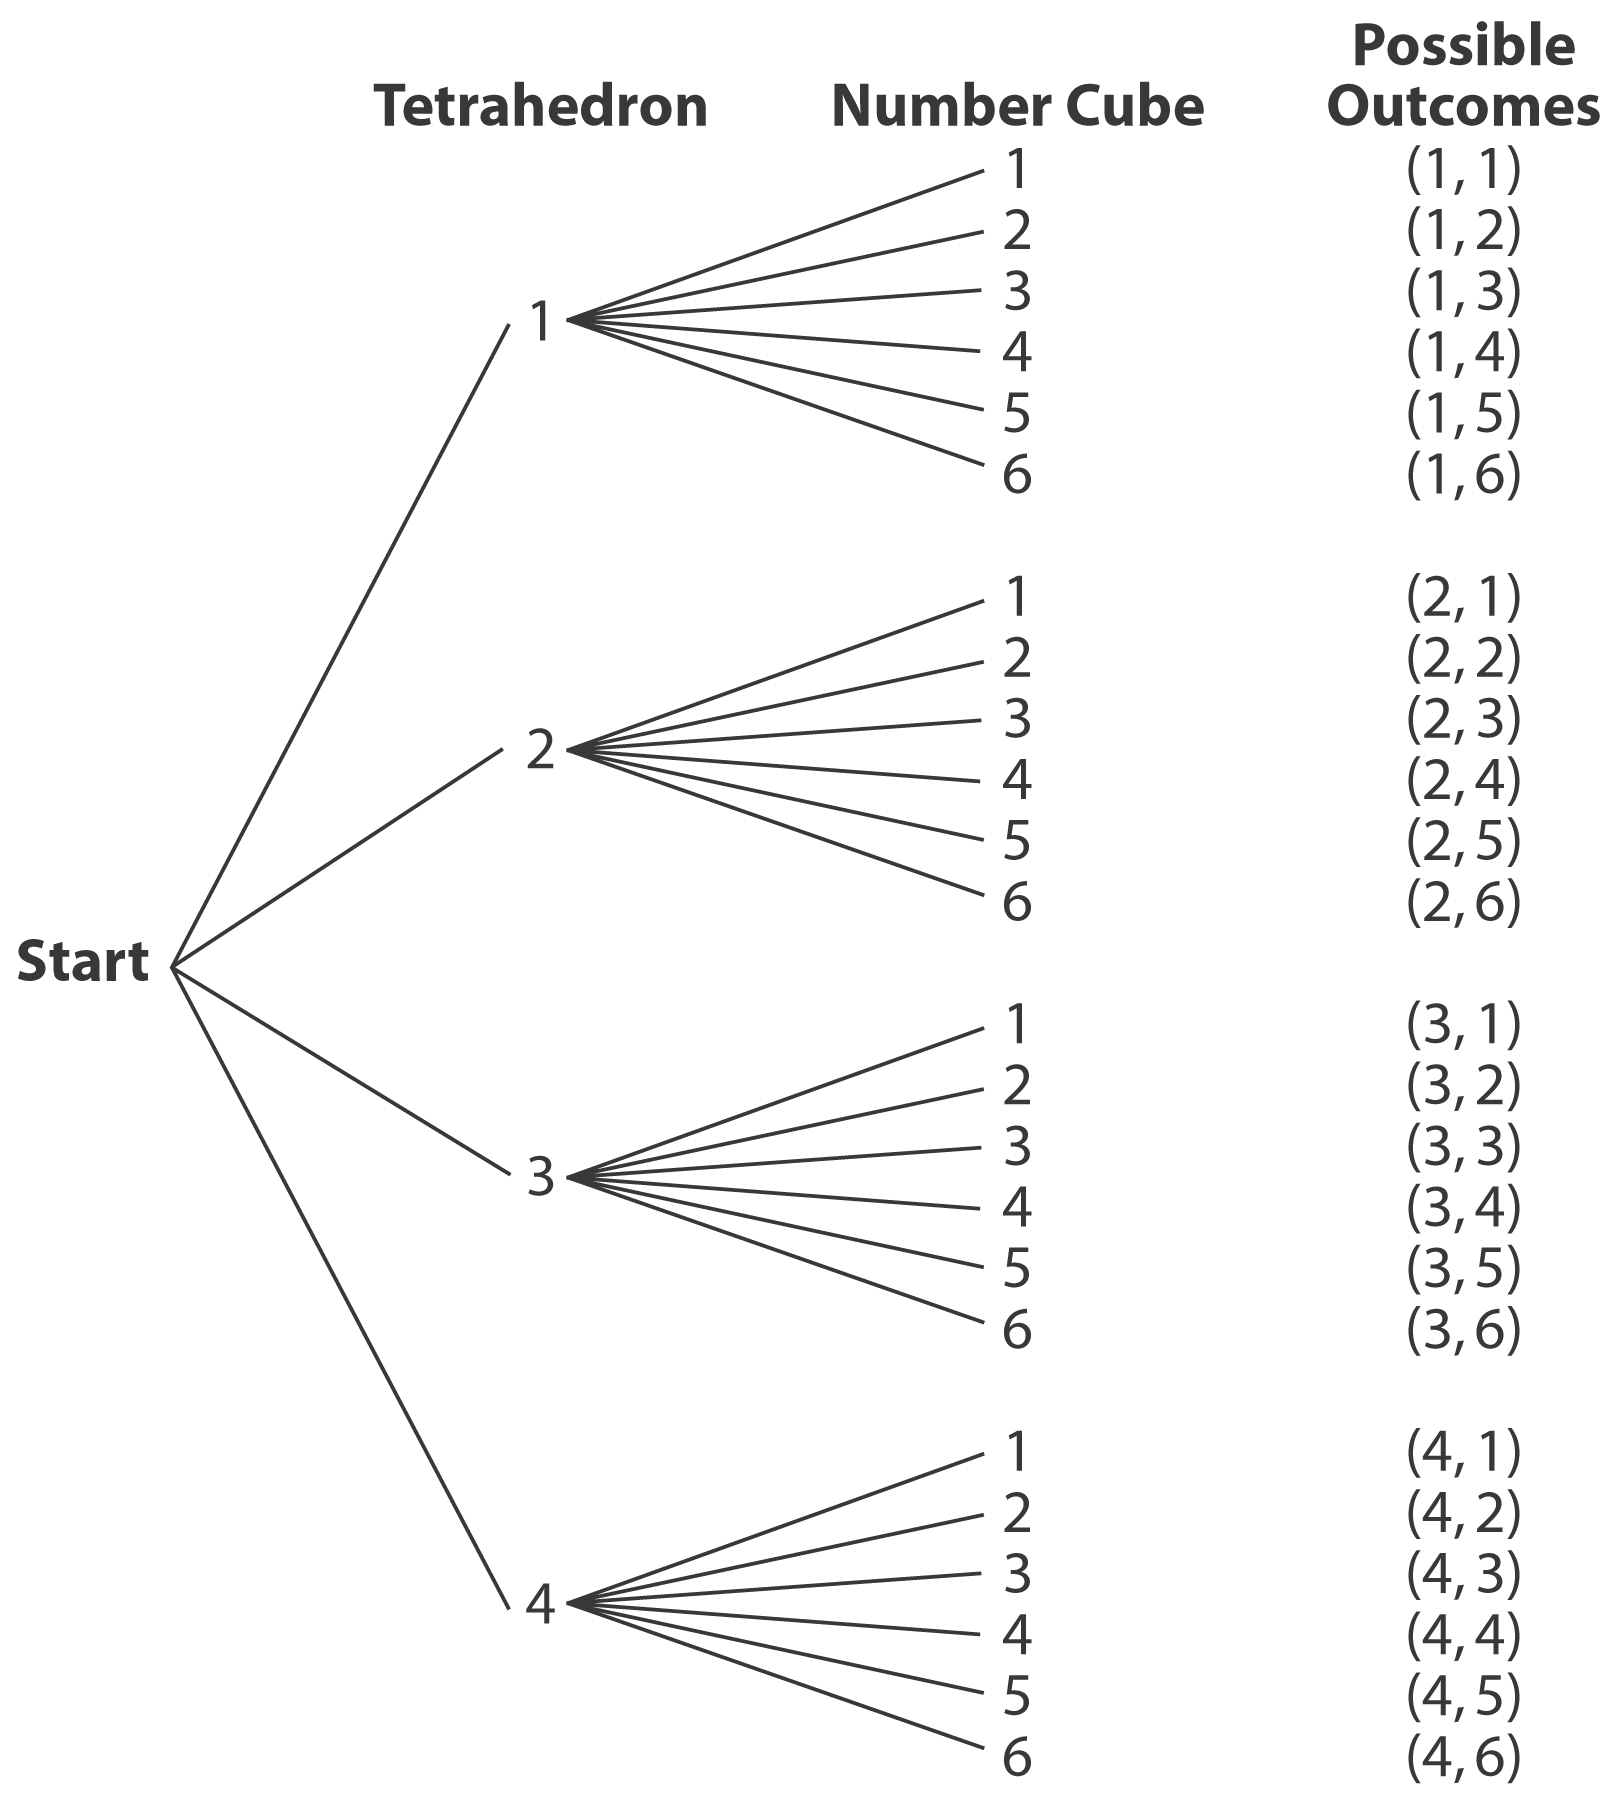 Possible
Tetrahedron Number Cube Outcomes
1 (1, 1)
2 (1, 2)
3 (1, 3)
1
4 (1, 4)
5 (1, 5)
6 (1, 6)
1 (2, 1)
2 (2, 2)
3 (2, 3)
2
4 (2, 4)
5 (2, 5)
6 (2, 6)
Start
1 (3, 1)
2 (3, 2)
3 (3, 3)
3
4 (3, 4)
5 (3, 5)
6 (3, 6)
1 (4, 1)
2 (4, 2)
3 (4, 3)
4
4 (4, 4)
5 (4, 5)
6 (4, 6)